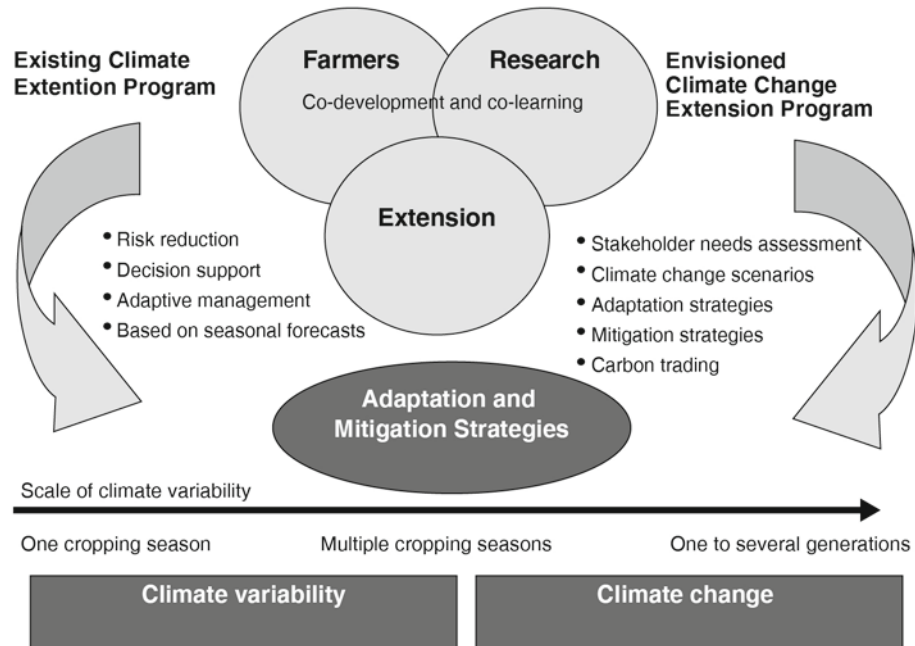 Existing Climate
Extention Program
Farmers
Research
Co-development and co-learning
Extension
Envisioned
Climate Change
Extension Program
• Risk reduction
• Decision support
• Adaptive management
• Based on seasonal forecasts
• Stakeholder needs assessment
• Climate change scenarios
• Adaptation strategies
• Mitigation strategies
• Carbon trading
Adaptation and
Mitigation Strategies
Scale of climate variability
One cropping season
Multiple cropping seasons
One to several generations
Climate variability
Climate change